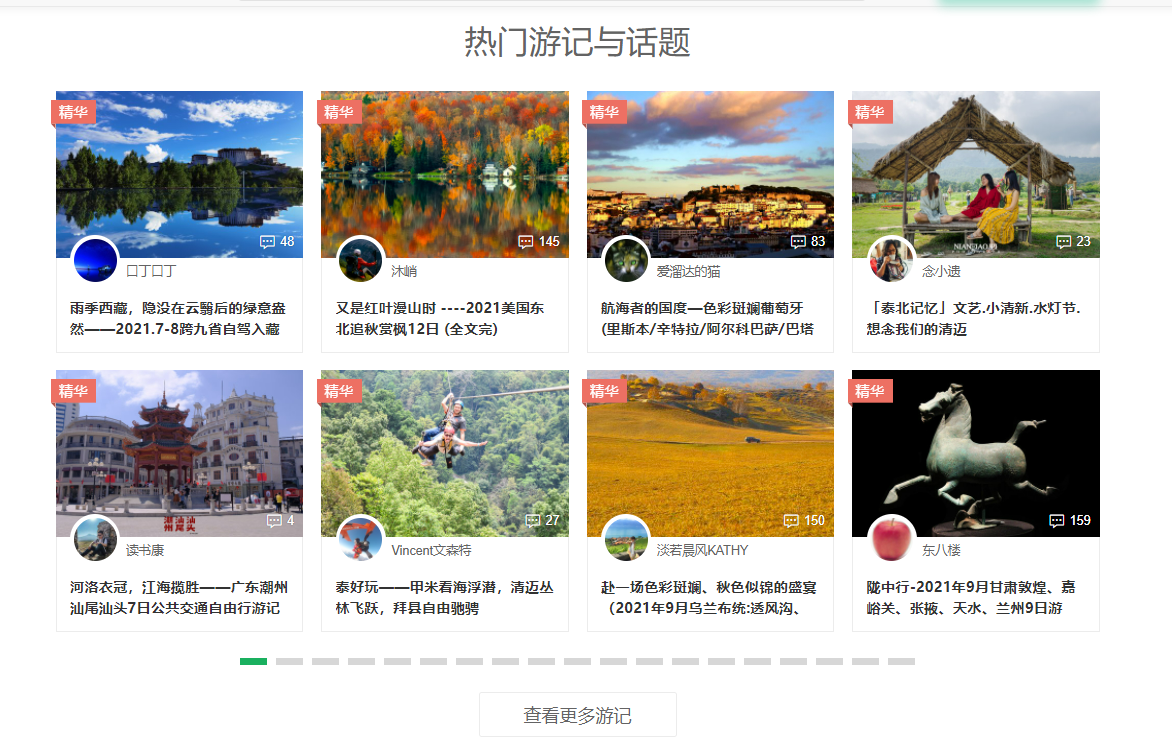 热门游记与话题
精华
精华
精华
精华
48
145
83
NIANJIAO.PI
23
口丁口丁
沐峭
爱溜达的猫
念小遗
雨季西藏，隐没在云翳后的绿意盎
然——2021.7-8跨九省自驾入藏
又是红叶漫山时 ----2021美国东
北追秋赏枫12日 (全文完)
航海者的国度—色彩斑斓葡萄牙
(里斯本/辛特拉/阿尔科巴萨/巴塔
「泰北记忆」文艺.小清新.水灯节.
想念我们的清迈
精华
精华
精华
精华
潮汕汕
州尾头
4
27
150
159
读书康
Vincent文森特
淡若晨风KATHY
东八楼
河洛衣冠，江海揽胜——广东潮州
汕尾汕头7日公共交通自由行游记
泰好玩——甲米看海浮潜，清迈丛
林飞跃，拜县自由驰骋
赴一场色彩斑斓、秋色似锦的盛宴
（2021年9月乌兰布统:透风沟、
陇中行-2021年9月甘肃敦煌、嘉
峪关、张掖、天水、兰州9日游
查看更多游记